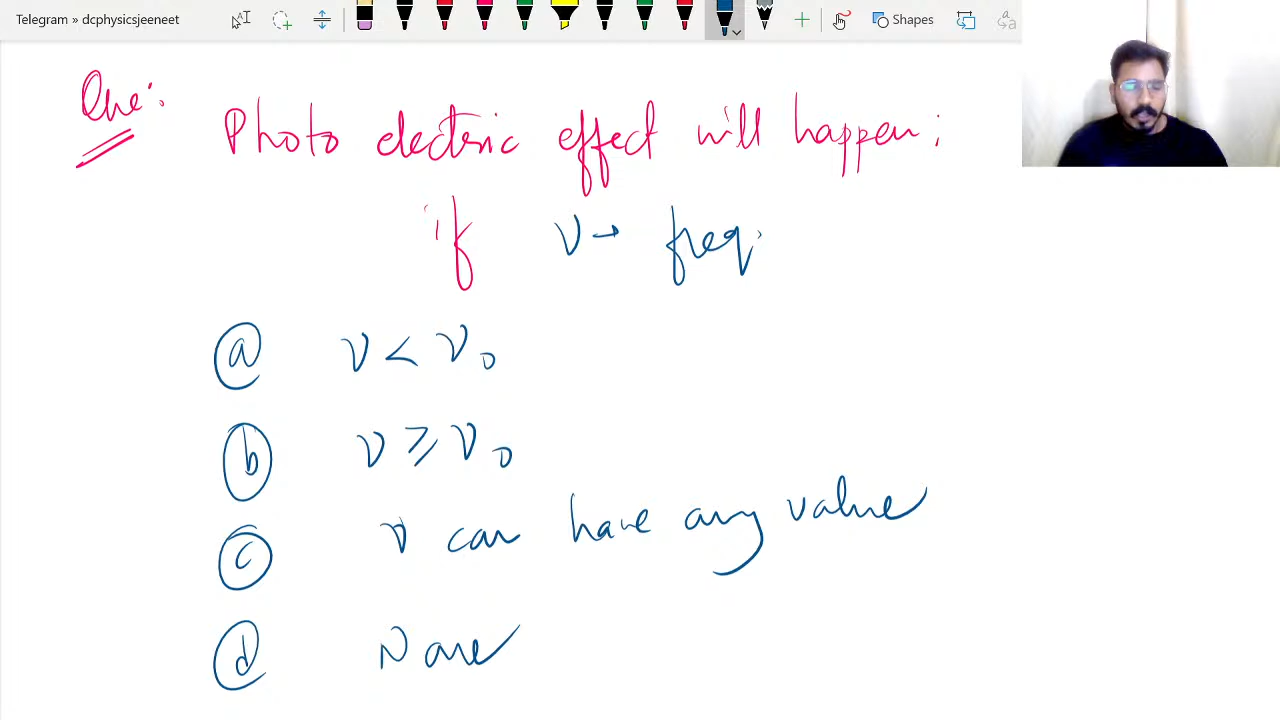 Telegram » dcphysicsjeeneet
Shapes
Que:
Photo electric effect will happen:
if ν → freq.
ⓐ ν < ν₀
ⓑ ν ⩾ ν₀
ⓒ ν can have any value
ⓓ None